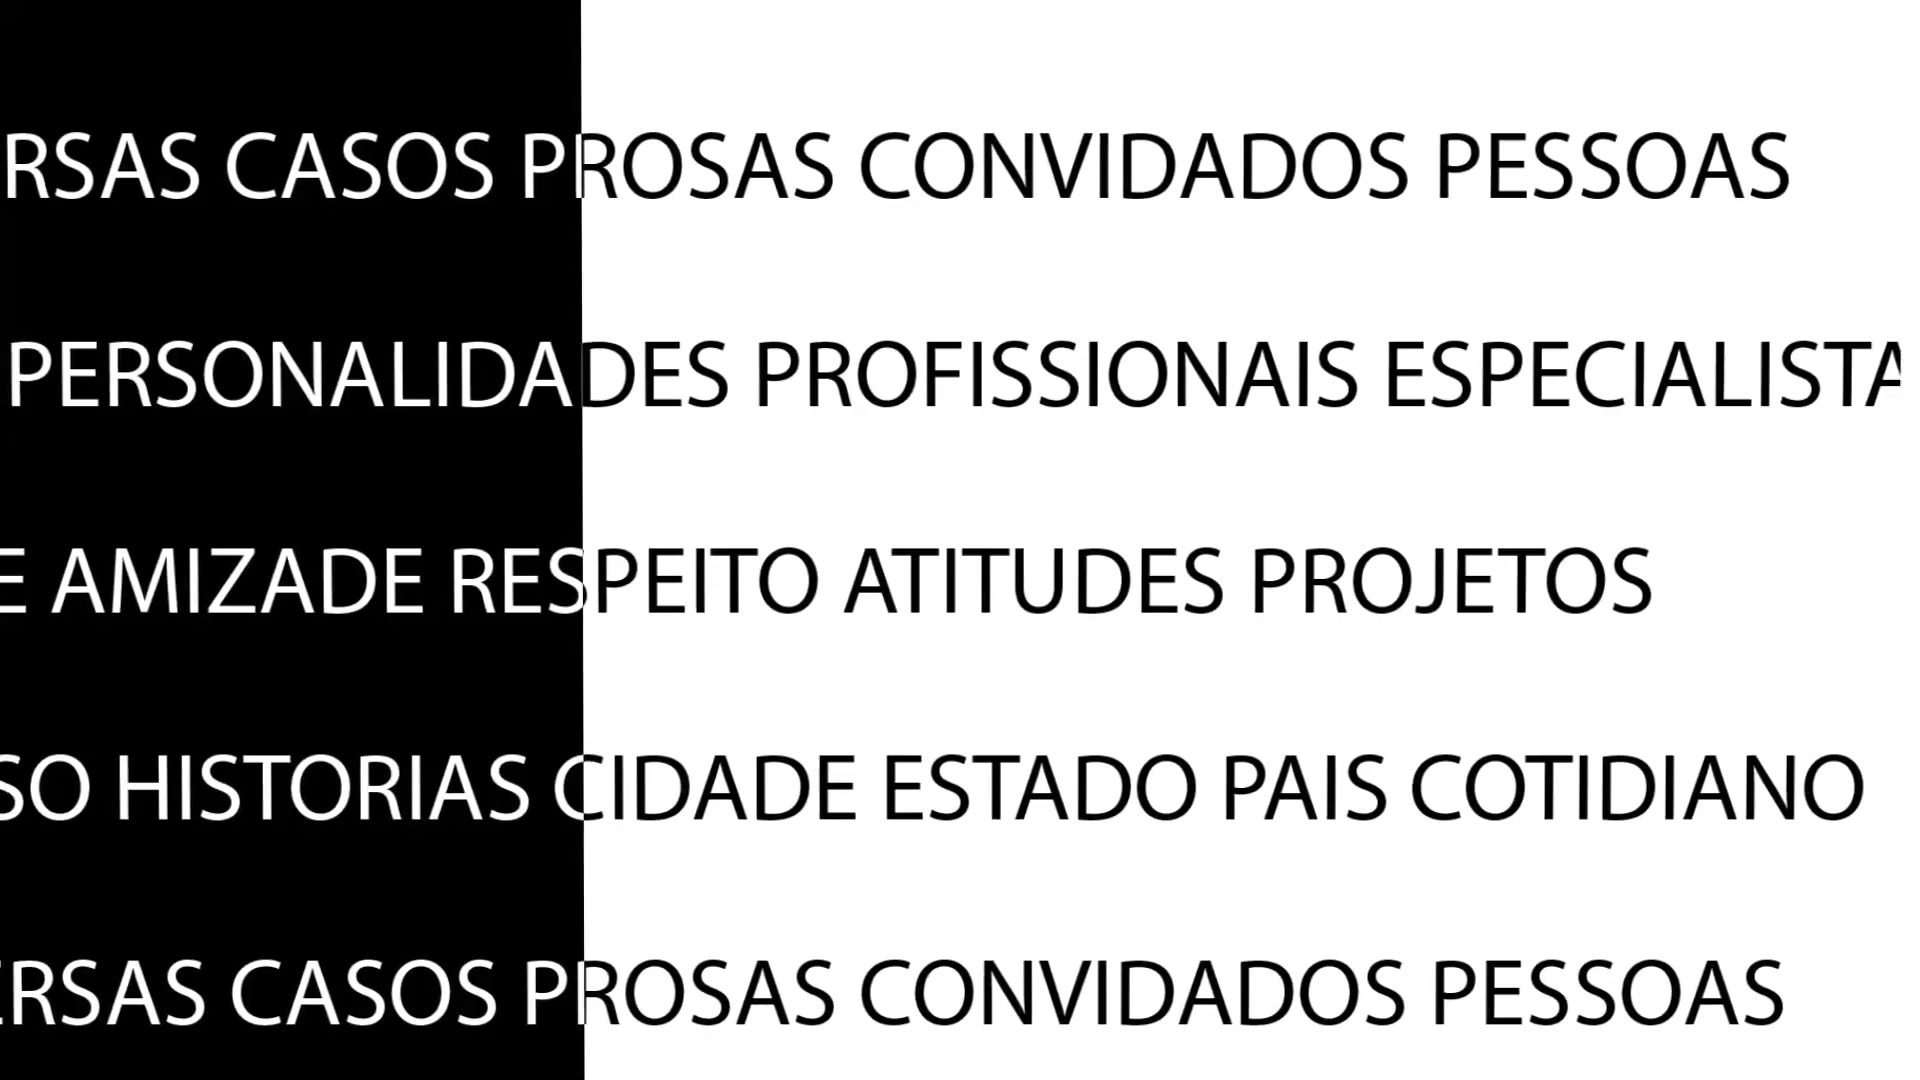 RSAS CASOS PROSAS CONVIDADOS PESSOAS
PERSONALIDADES PROFISSIONAIS ESPECIALISTA
E AMIZADE RESPEITO ATITUDES PROJETOS
SO HISTORIAS CIDADE ESTADO PAIS COTIDIANO
ERSAS CASOS PROSAS CONVIDADOS PESSOAS